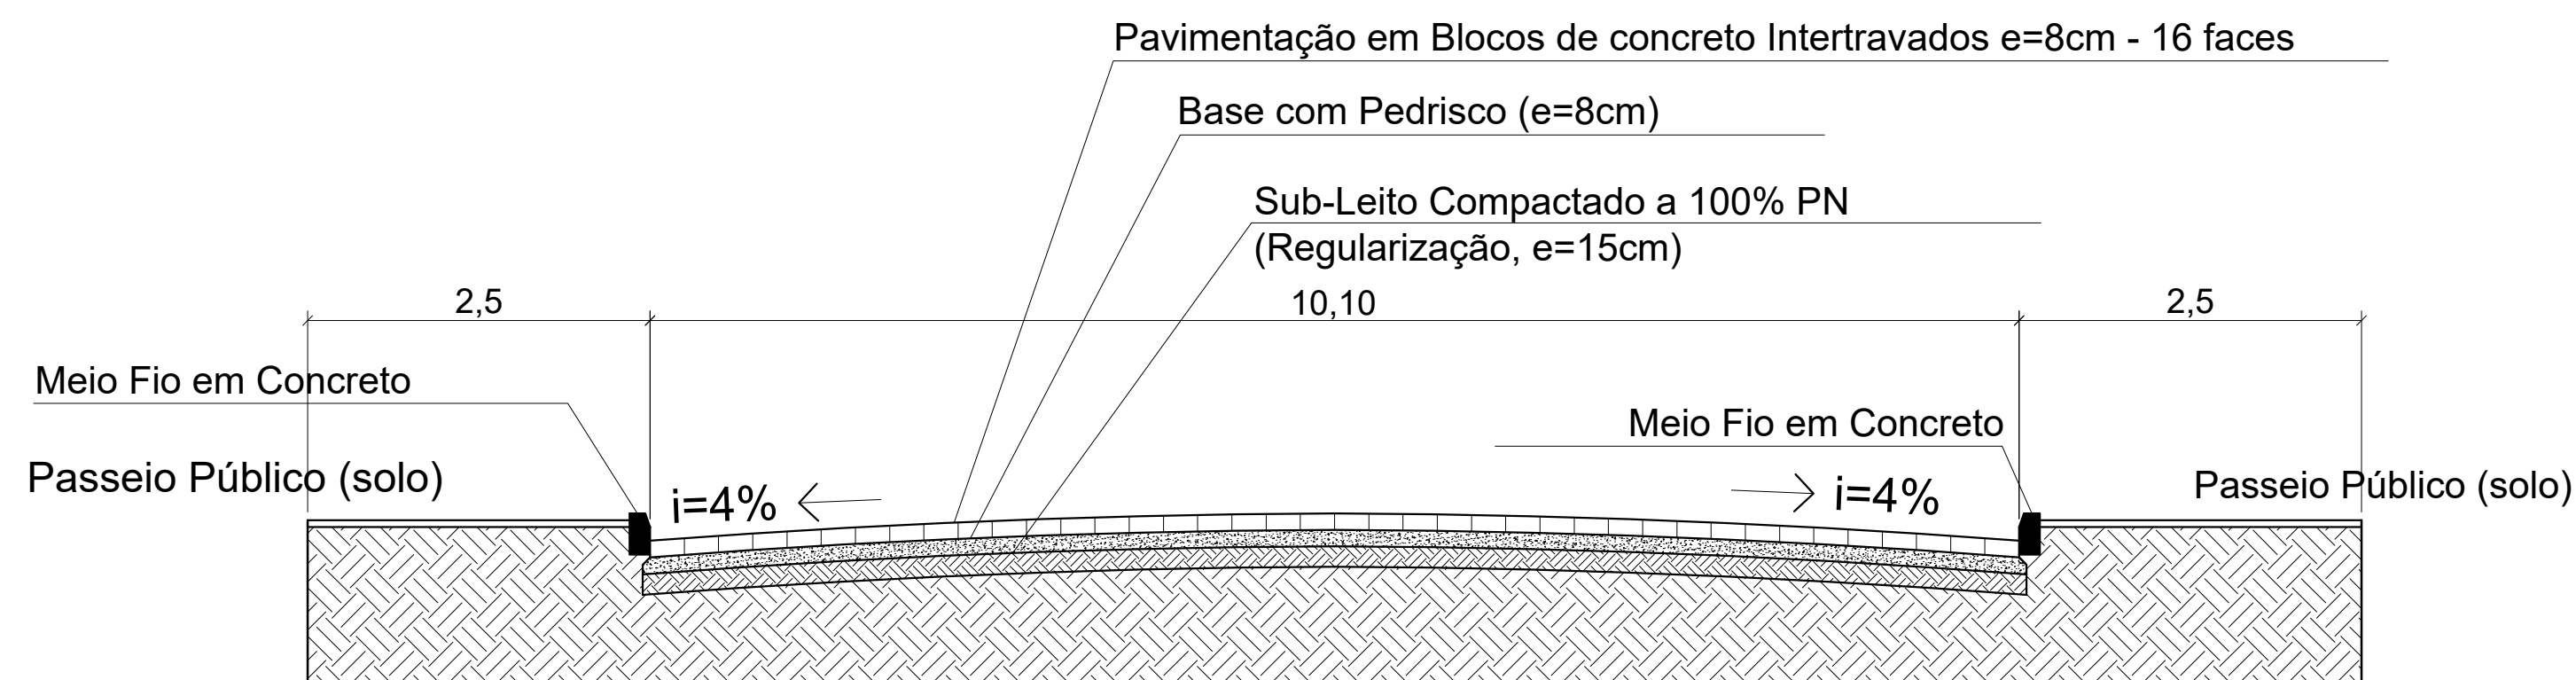 Pavimentação em Blocos de concreto Intertravados e=8cm - 16 faces
Base com Pedrisco (e=8cm)
Sub-Leito Compactado a 100% PN
(Regularização, e=15cm)
2,5
10,10
2,5
Meio Fio em Concreto
Meio Fio em Concreto
Passeio Público (solo)
i=4%
i=4%
Passeio Público (solo)